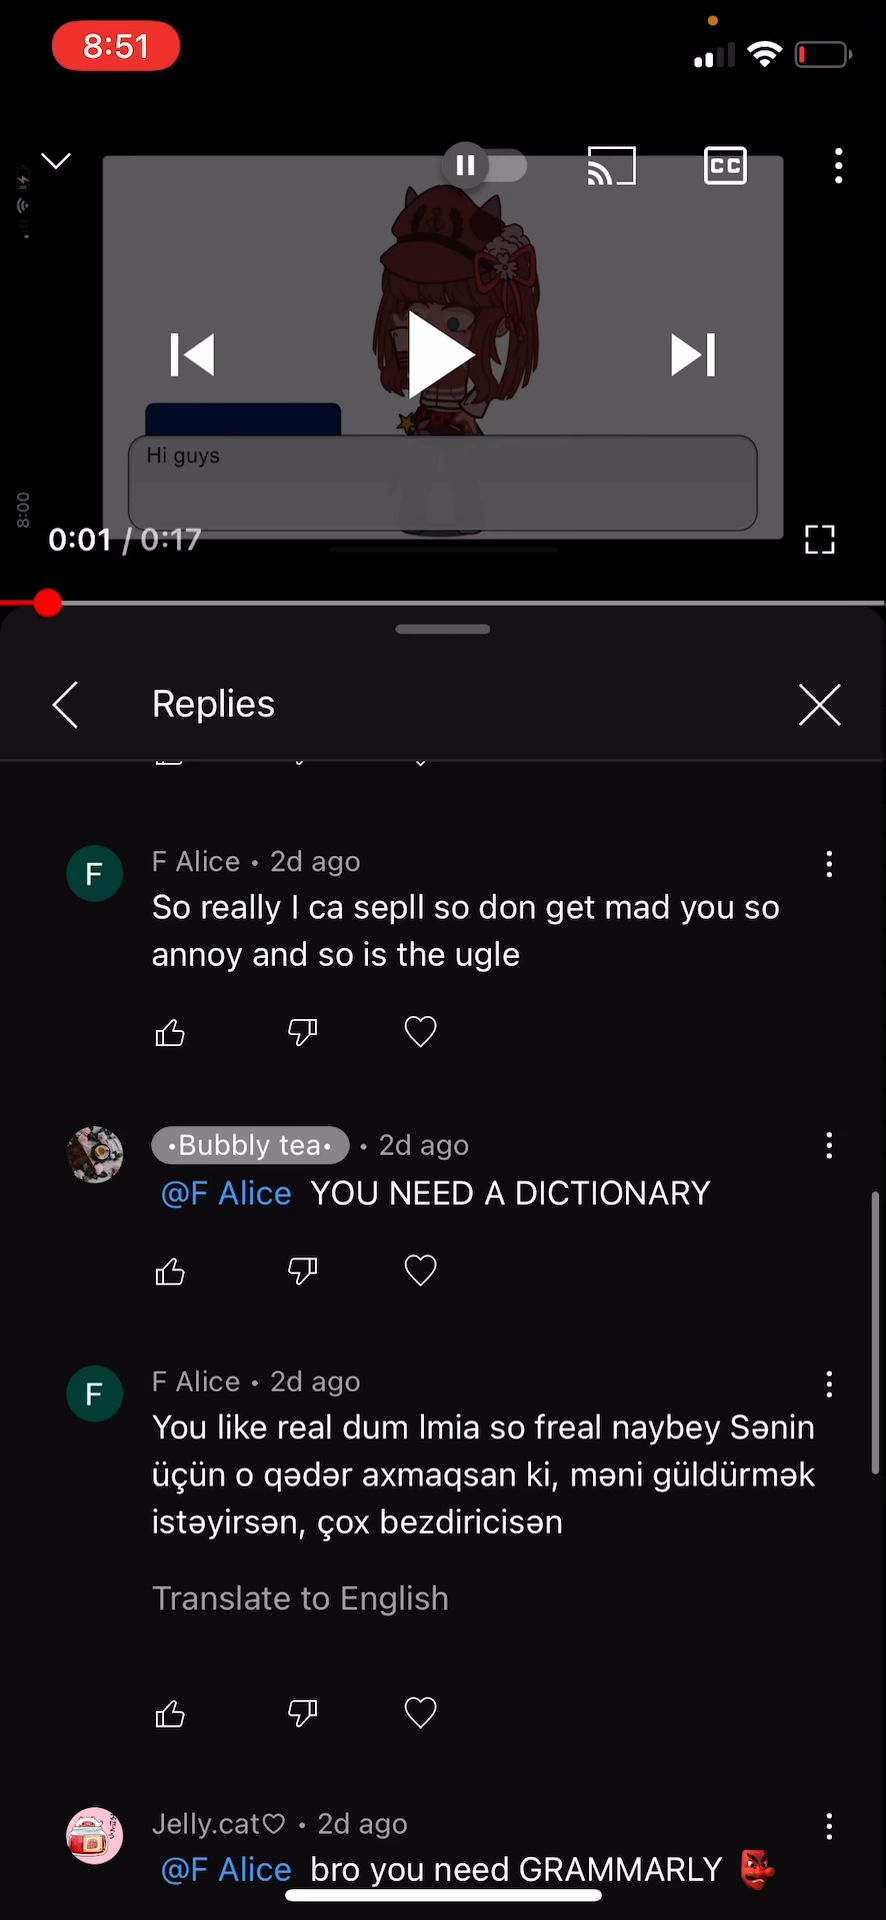 8:51
CC
Hi guys
8:00
0:01 / 0:17
Replies
F Alice • 2d ago
F
So really I ca sepll so don get mad you so
annoy and so is the ugle
•Bubbly tea• • 2d ago
@F Alice YOU NEED A DICTIONARY
F Alice • 2d ago
F
You like real dum lmia so freal naybey Sənin
üçün o qədər axmaqsan ki, məni güldürmək
istəyirsən, çox bezdiricisən
Translate to English
Jelly.cat♡ • 2d ago
@F Alice bro you need GRAMMARLY 👺